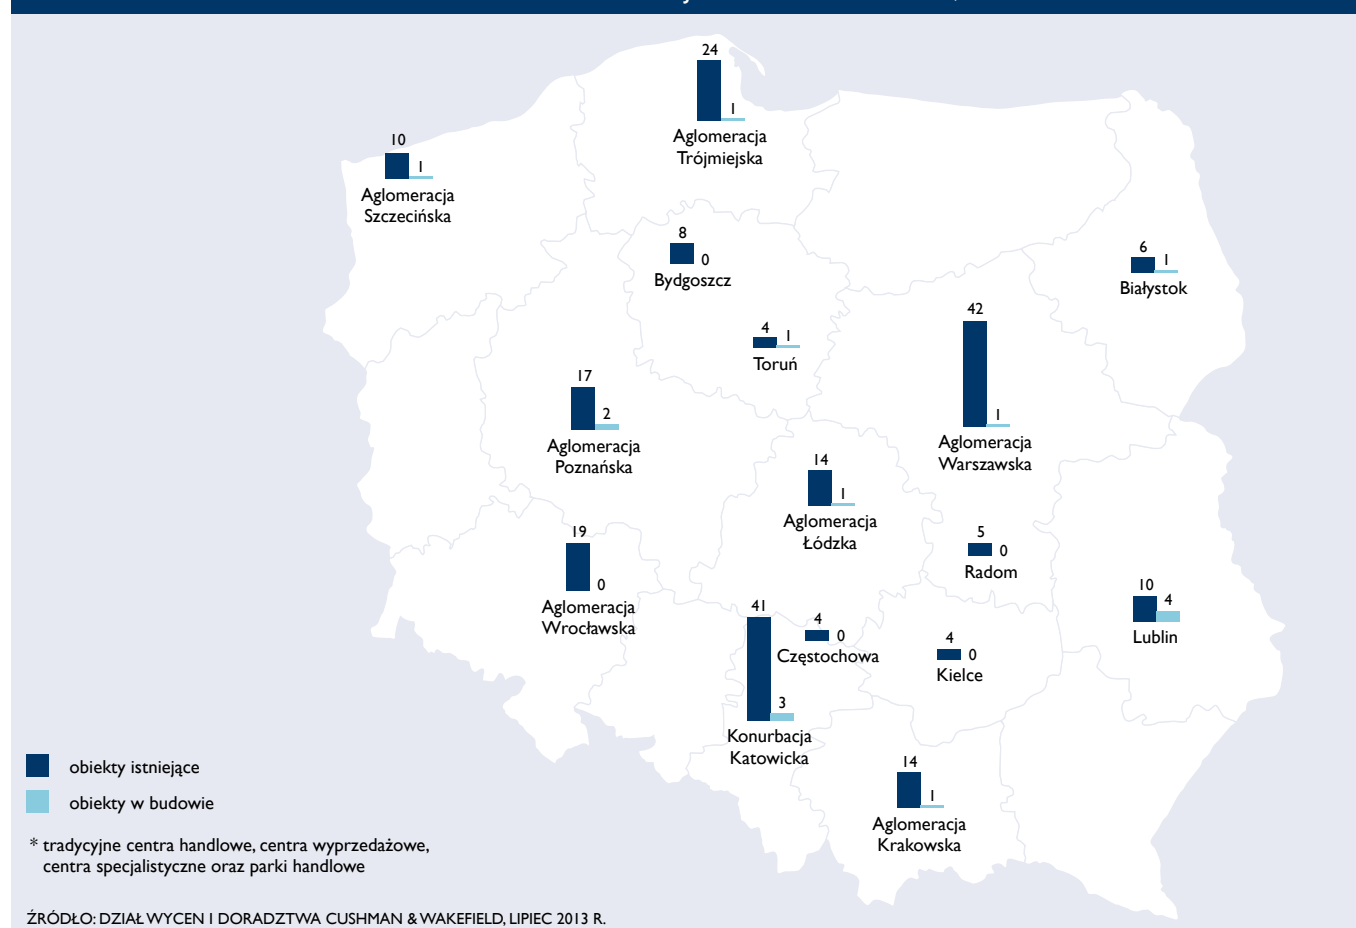 24
1
Aglomeracja
Trójmiejska
10
1
Aglomeracja
Szczecińska
8
0
Bydgoszcz
6
1
Białystok
4
1
Toruń
42
1
Aglomeracja
Warszawska
17
2
Aglomeracja
Poznańska
14
1
Aglomeracja
Łódzka
5
0
Radom
19
0
Aglomeracja
Wrocławska
10
4
Lublin
41
3
Konurbacja
Katowicka
4
0
Częstochowa
4
0
Kielce
14
1
Aglomeracja
Krakowska
obiekty istniejące
obiekty w budowie
* tradycyjne centra handlowe, centra wyprzedażowe,
centra specjalistyczne oraz parki handlowe
ŹRÓDŁO: DZIAŁ WYCEN I DORADZTWA CUSHMAN & WAKEFIELD, LIPIEC 2013 R.